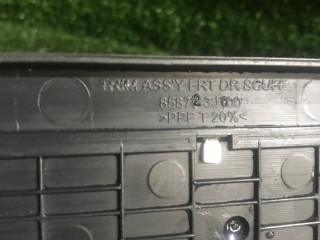 TRIM ASS'Y FRT DR SCUFF
85872 3J000
>PPF T20%<